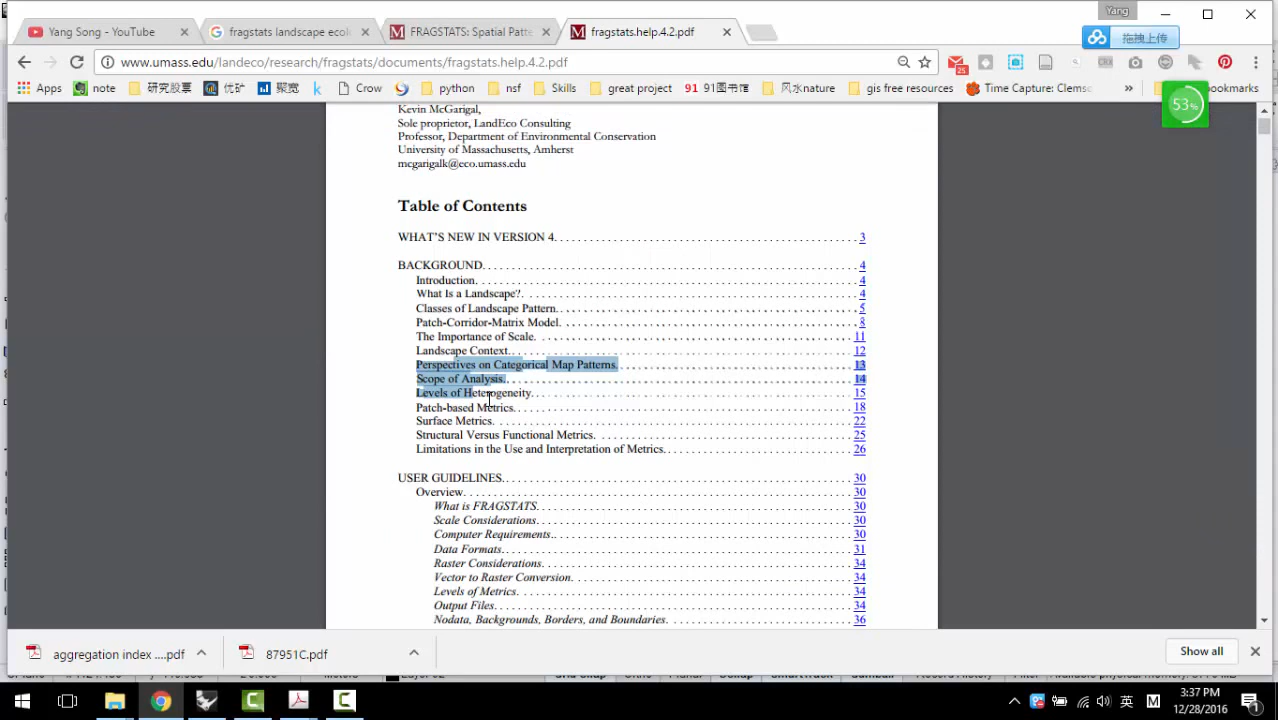 Yang
Yang Song - YouTube
fragstats landscape ecol
FRAGSTATS: Spatial Patte
fragstats.help.4.2.pdf
拖拽上传
www.umass.edu/landeco/research/fragstats/documents/fragstats.help.4.2.pdf
25
Apps
note
研究生
优矿
聚宽
Crow
python
nsf
Skills
great project
91 91图书馆
风水nature
gis free resources
Time Capture: Clemso
»
ookmarks
53%
Kevin McGarigal,
Sole proprietor, LandEco Consulting
Professor, Department of Environmental Conservation
University of Massachusetts, Amherst
mcgarigalk@eco.umass.edu
Table of Contents
WHAT'S NEW IN VERSION 4. 3
BACKGROUND. 4
Introduction. 4
What Is a Landscape?. 4
Classes of Landscape Pattern. 5
Patch-Corridor-Matrix Model. 8
The Importance of Scale. 11
Landscape Context. 12
Perspectives on Categorical Map Patterns. 13
Scope of Analysis. 14
Levels of Heterogeneity. 15
Patch-based Metrics. 18
Surface Metrics. 22
Structural Versus Functional Metrics. 25
Limitations in the Use and Interpretation of Metrics. 26
USER GUIDELINES. 30
Overview. 30
What is FRAGSTATS. 30
Scale Considerations. 30
Computer Requirements. 30
Data Formats. 31
Raster Considerations. 34
Vector to Raster Conversion. 34
Levels of Metrics. 34
Output Files. 34
Nodata, Backgrounds, Borders, and Boundaries. 36
aggregation index ....pdf
87951C.pdf
Show all
英
M
3:37 PM
12/28/2016
1